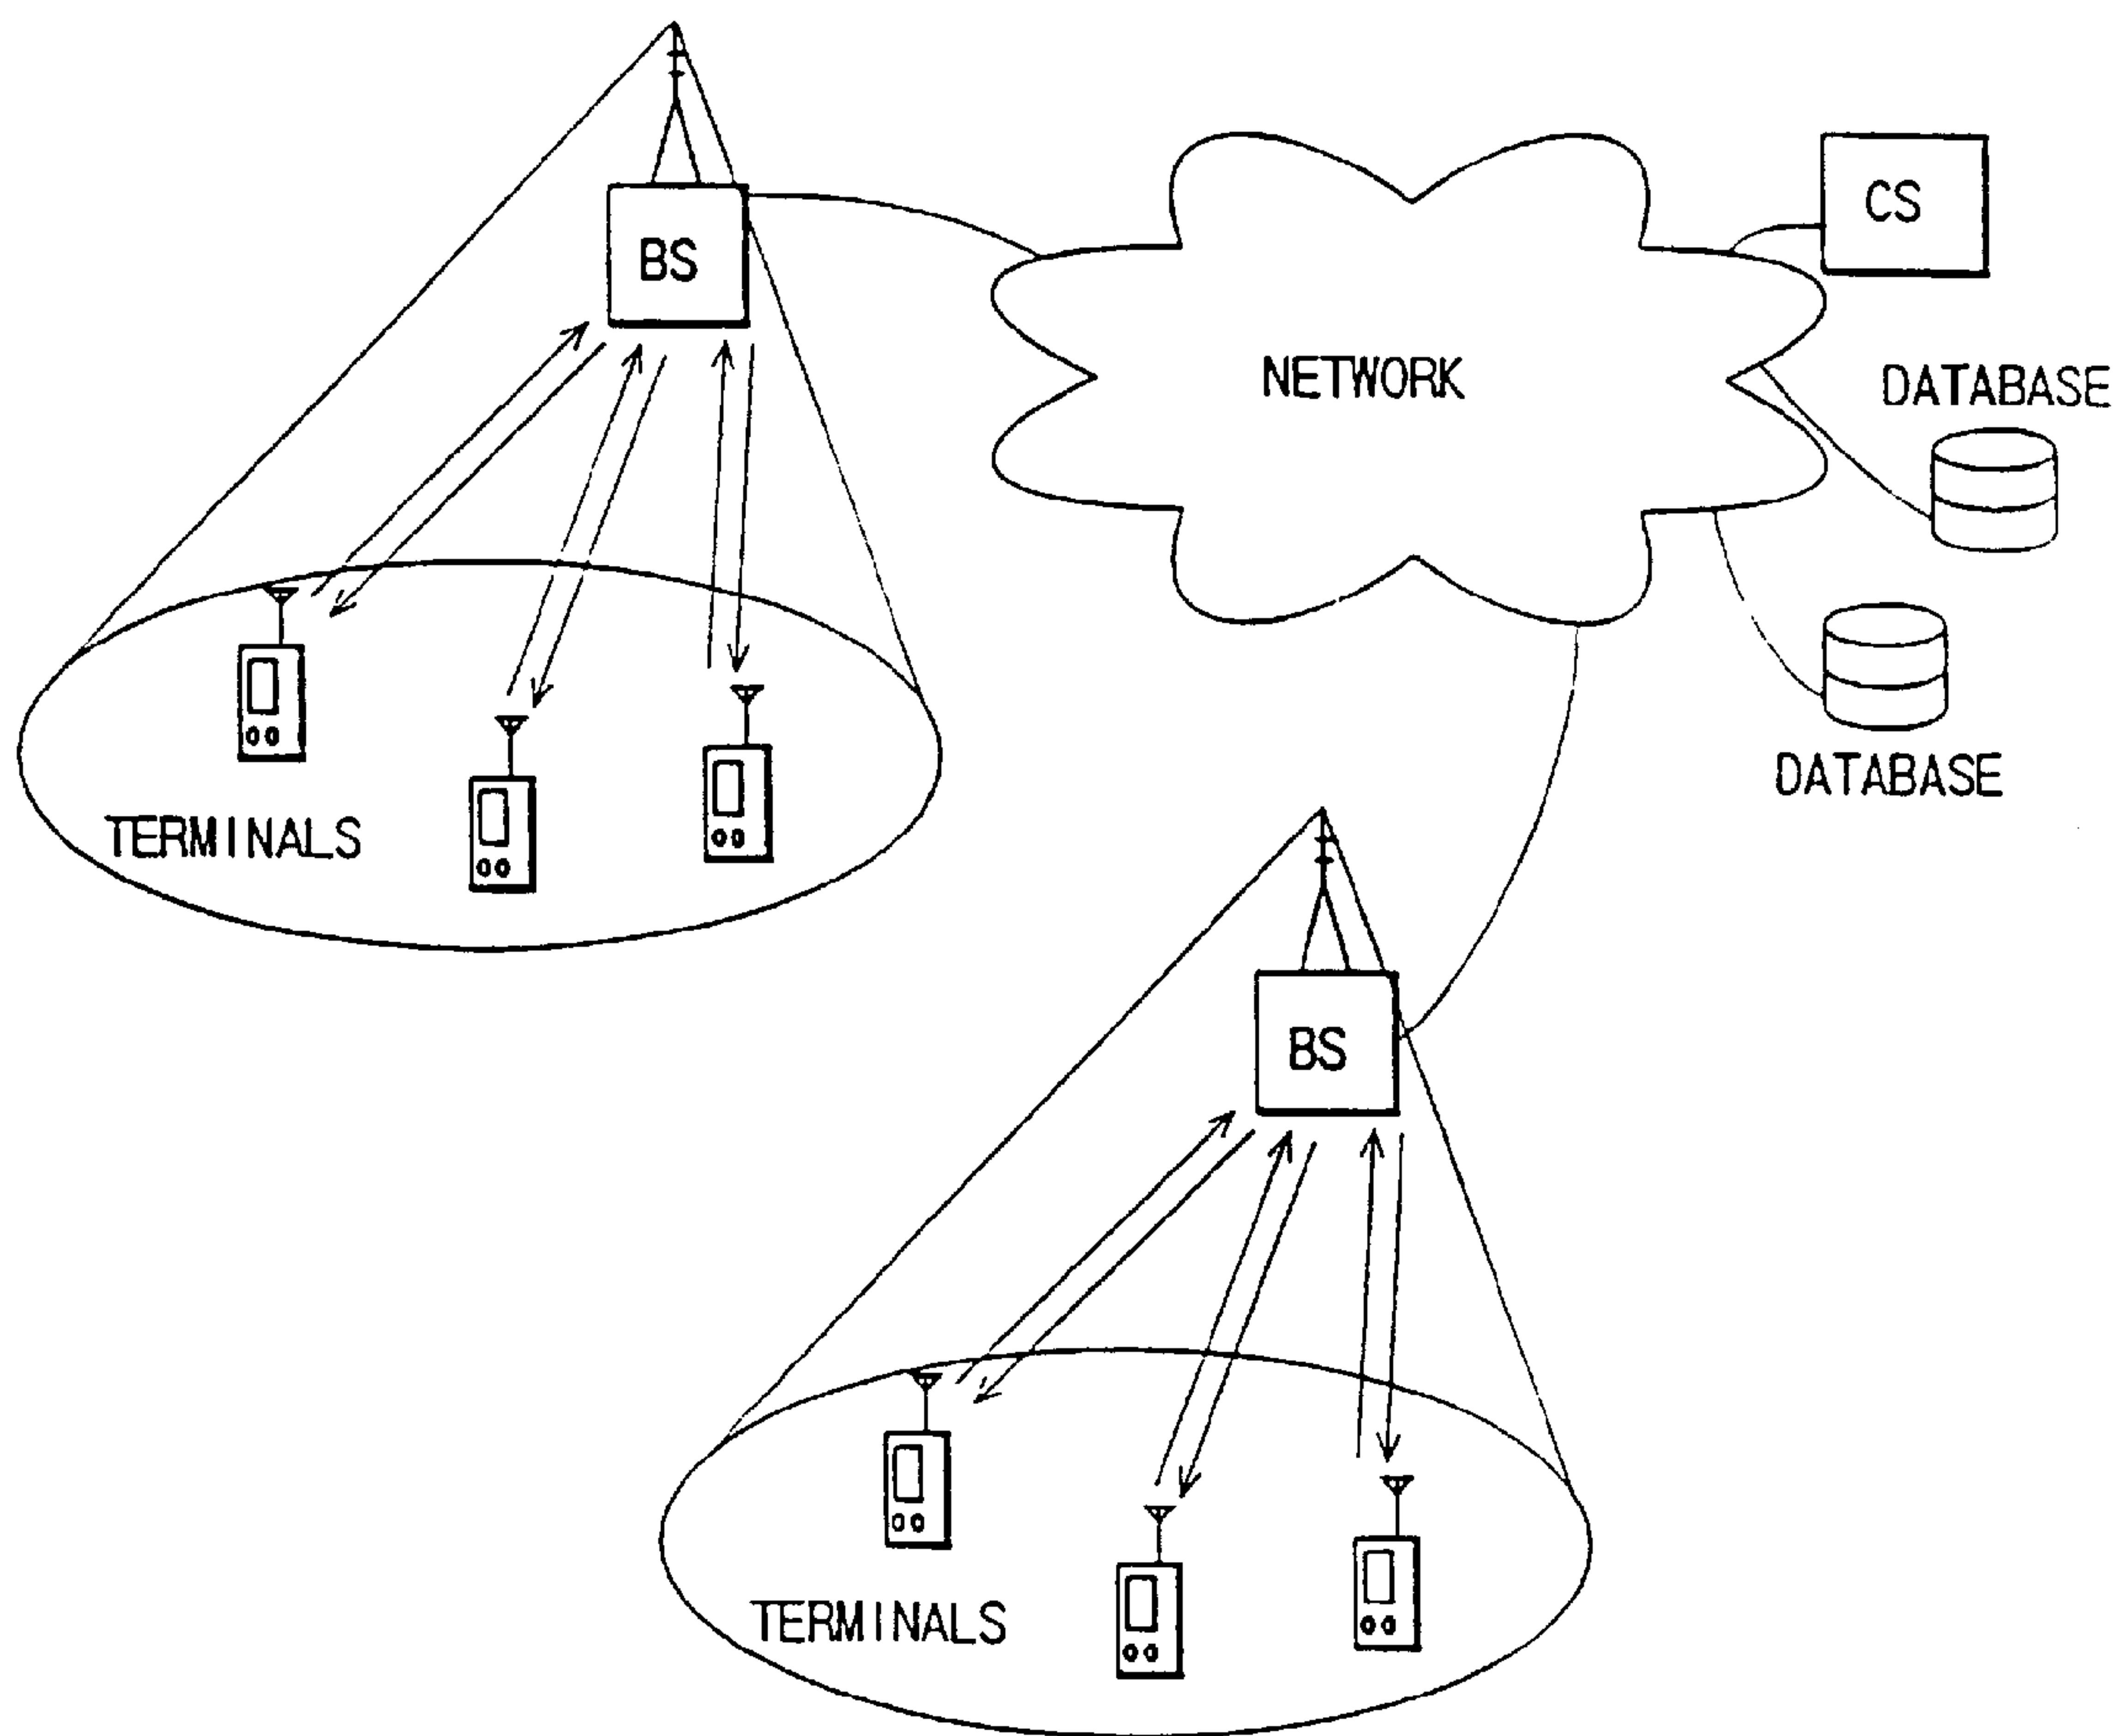 BS
CS
NETWORK
DATABASE
DATABASE
TERMINALS
BS
TERMINALS